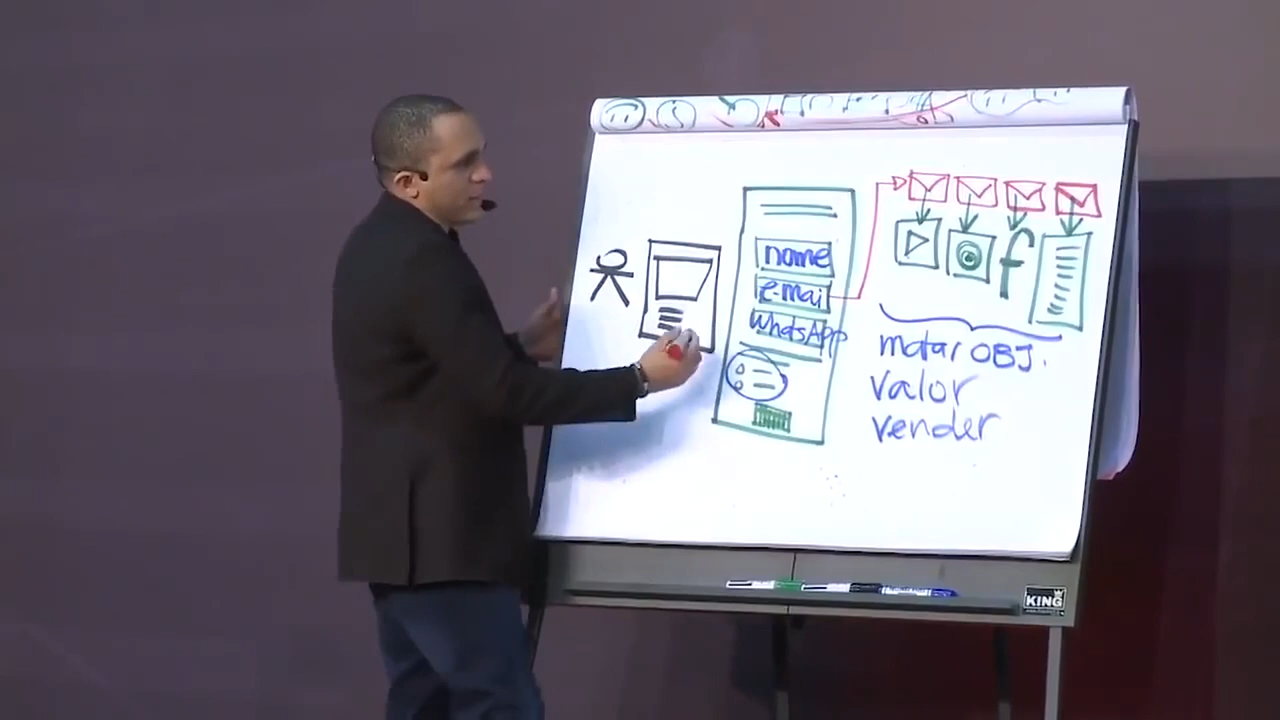 nome
e-mail
WhatsApp
f
matar OBJ.
valor
vender
KING